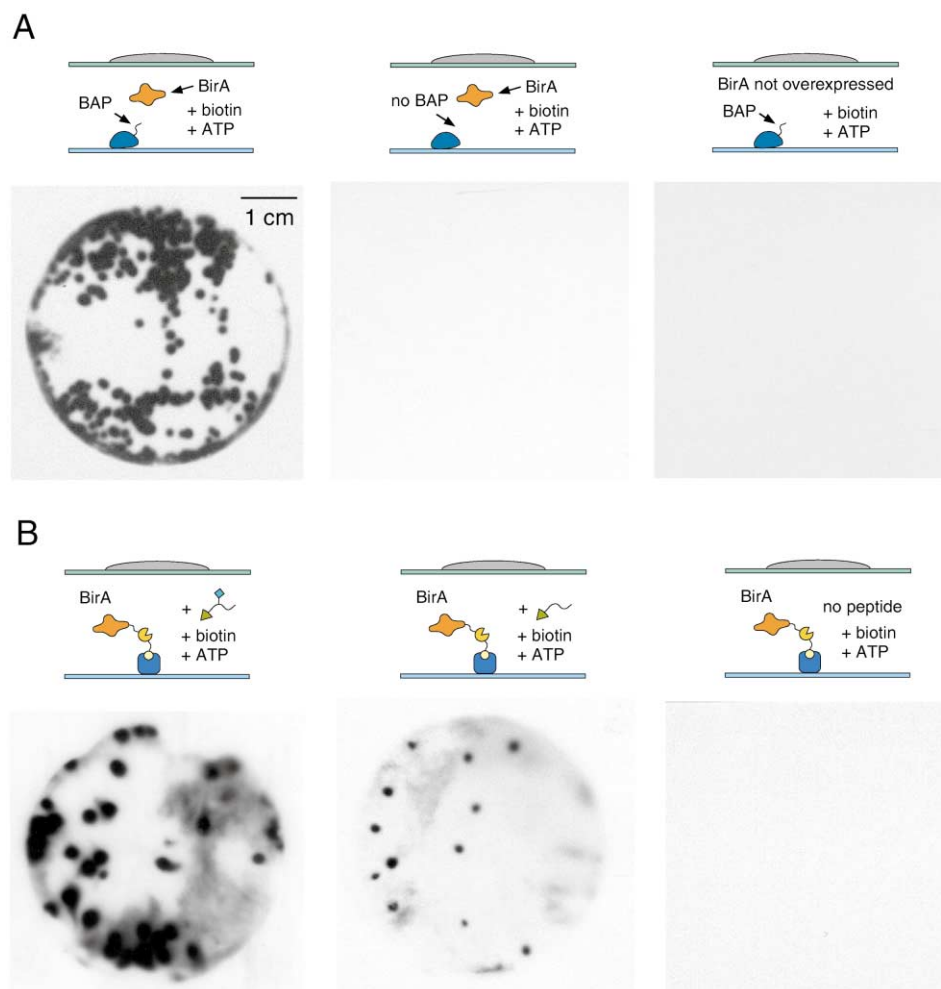 A
BAP
BirA
+ biotin
+ ATP
no BAP
BirA
+ biotin
+ ATP
BirA not overexpressed
BAP
+ biotin
+ ATP
1 cm
B
BirA
+
+ biotin
+ ATP
BirA
+
+ biotin
+ ATP
BirA
no peptide
+ biotin
+ ATP